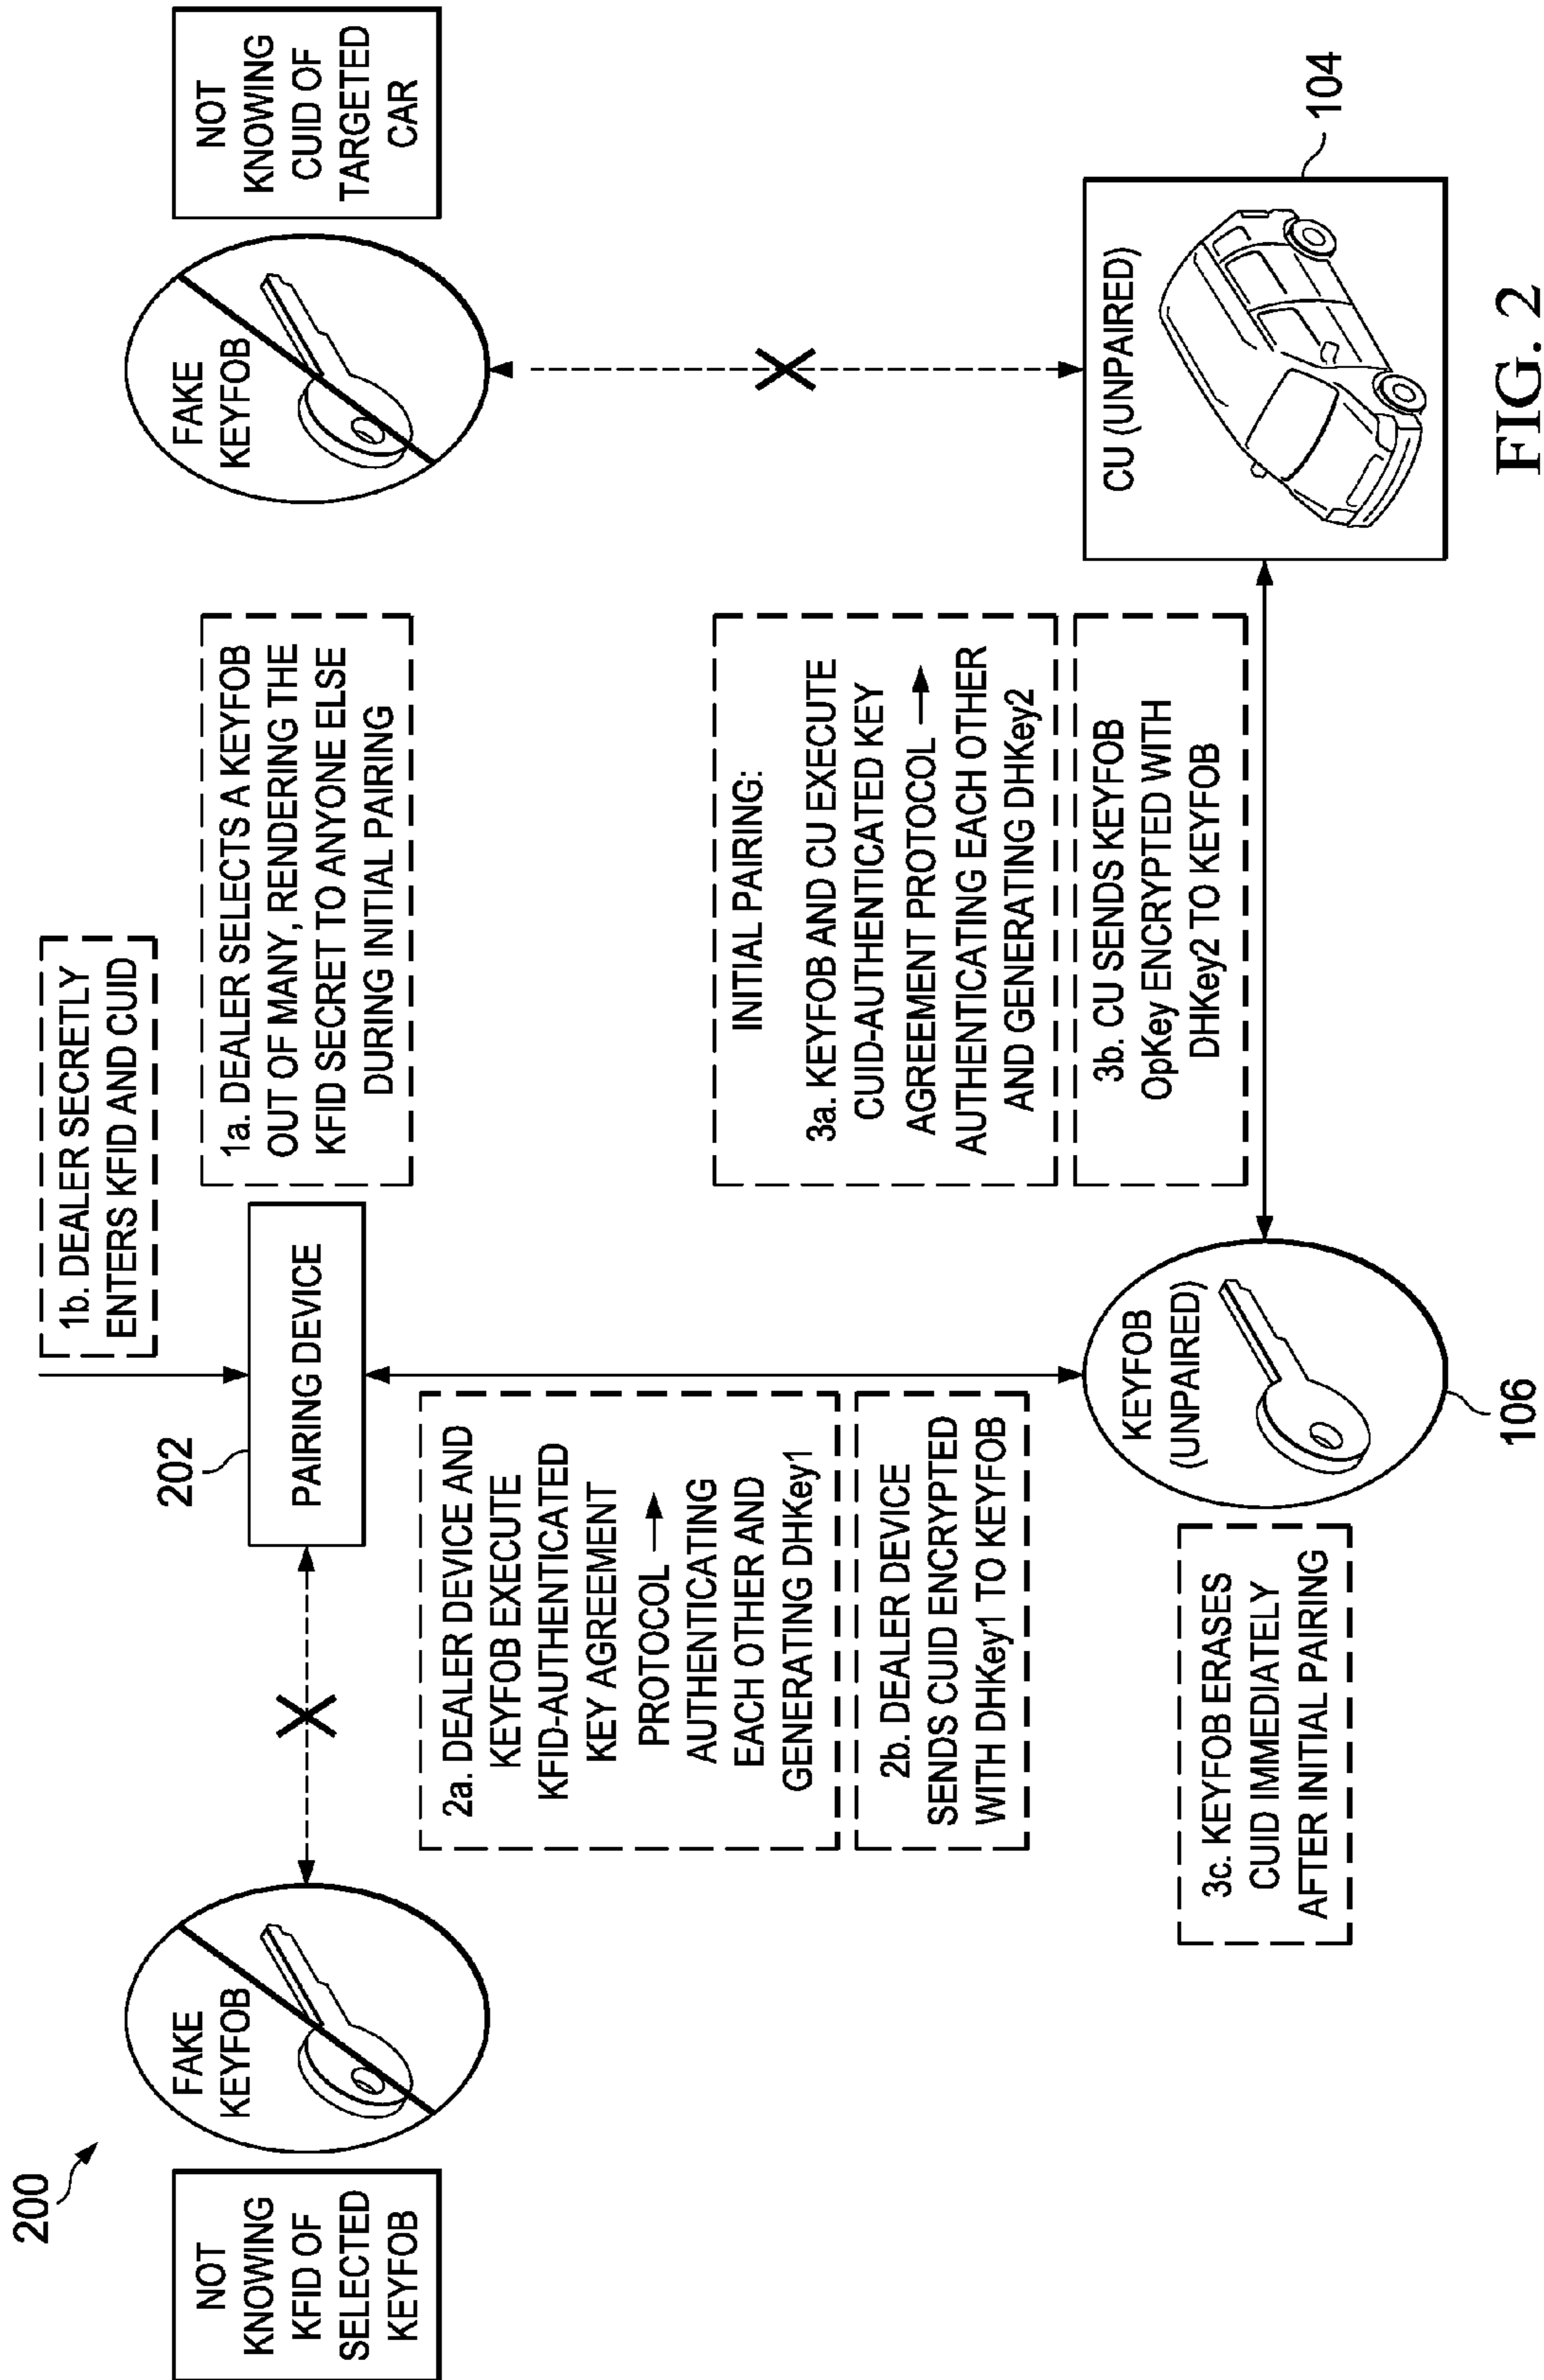 200
NOT
KNOWING
KFID OF
SELECTED
KEYFOB
FAKE
KEYFOB
202
PAIRING DEVICE
1b. DEALER SECRETLY
ENTERS KFID AND CUID
1a. DEALER SELECTS A KEYFOB
OUT OF MANY, RENDERING THE
KFID SECRET TO ANYONE ELSE
DURING INITIAL PAIRING
FAKE
KEYFOB
NOT
KNOWING
CUID OF
TARGETED
CAR
2a. DEALER DEVICE AND
KEYFOB EXECUTE
KFID-AUTHENTICATED
KEY AGREEMENT
PROTOCOL →
AUTHENTICATING
EACH OTHER AND
GENERATING DHKey1
2b. DEALER DEVICE
SENDS CUID ENCRYPTED
WITH DHKey1 TO KEYFOB
INITIAL PAIRING:
3a. KEYFOB AND CU EXECUTE
CUID-AUTHENTICATED KEY
AGREEMENT PROTOCOL →
AUTHENTICATING EACH OTHER
AND GENERATING DHKey2
3b. CU SENDS KEYFOB
OpKey ENCRYPTED WITH
DHKey2 TO KEYFOB
3c. KEYFOB ERASES
CUID IMMEDIATELY
AFTER INITIAL PAIRING
KEYFOB
(UNPAIRED)
106
CU (UNPAIRED)
104
FIG. 2